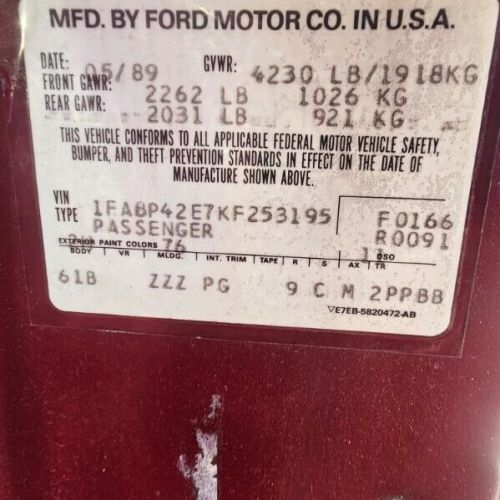 MFD. BY FORD MOTOR CO. IN U.S.A.
DATE: 05/89 GVWR: 4230 LB/1918KG
FRONT GAWR: 2262 LB 1026 KG
REAR GAWR: 2031 LB 921 KG
THIS VEHICLE CONFORMS TO ALL APPLICABLE FEDERAL MOTOR VEHICLE SAFETY,
BUMPER, AND THEFT PREVENTION STANDARDS IN EFFECT ON THE DATE OF
MANUFACTURE SHOWN ABOVE.
VIN 1FABP42E7KF253195 F0166
TYPE PASSENGER R0091
EXTERIOR PAINT COLORS 76 11 DSO
BODY VR MLDG. INT. TRIM TAPE R S AX TR
61B ZZZ PG 9 C M 2PPBB
E7EB-5820472-AB